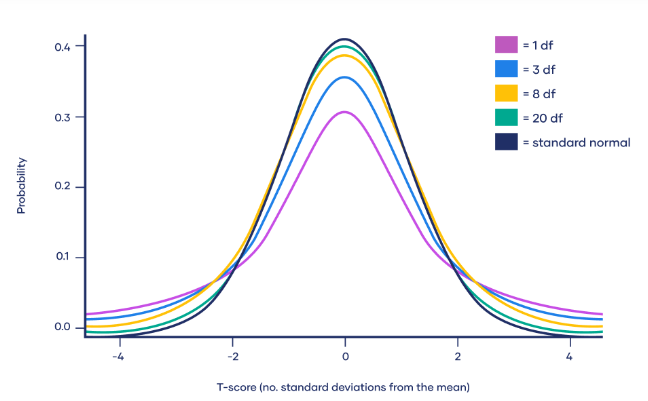 0.4
0.3
0.2
0.1
0.0
Probability
-4
-2
0
2
4
T-score (no. standard deviations from the mean)
= 1 df
= 3 df
= 8 df
= 20 df
= standard normal